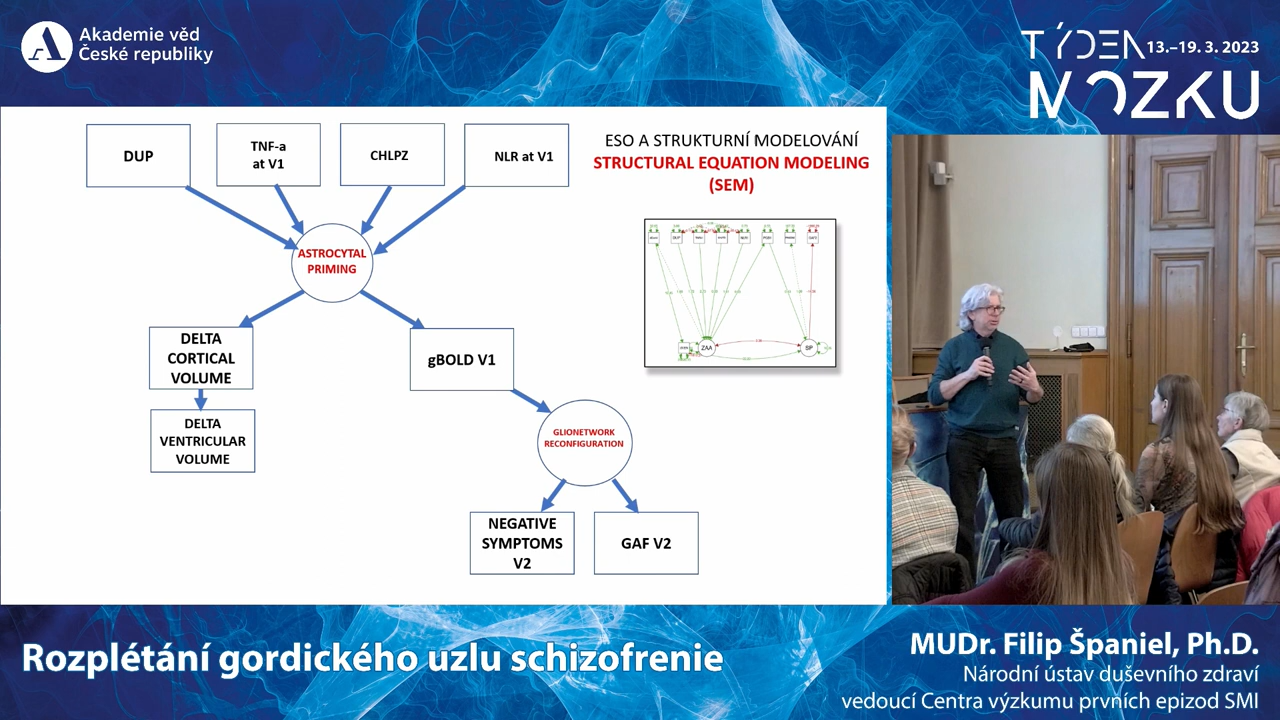 Akademie věd
České republiky
TÝDEN 13.–19. 3. 2023
MOZKU
DUP
TNF-a
at V1
CHLPZ
NLR at V1
ESO A STRUKTURNÍ MODELOVÁNÍ
STRUCTURAL EQUATION MODELING
(SEM)
ASTROCYTAL
PRIMING
DELTA
CORTICAL
VOLUME
gBOLD V1
DELTA
VENTRICULAR
VOLUME
GLIONETWORK
RECONFIGURATION
NEGATIVE
SYMPTOMS
V2
GAF V2
DUP
ZAA
SIP
Rozplétání gordického uzlu schizofrenie
MUDr. Filip Španiel, Ph.D.
Národní ústav duševního zdraví
vedoucí Centra výzkumu prvních epizod SMI